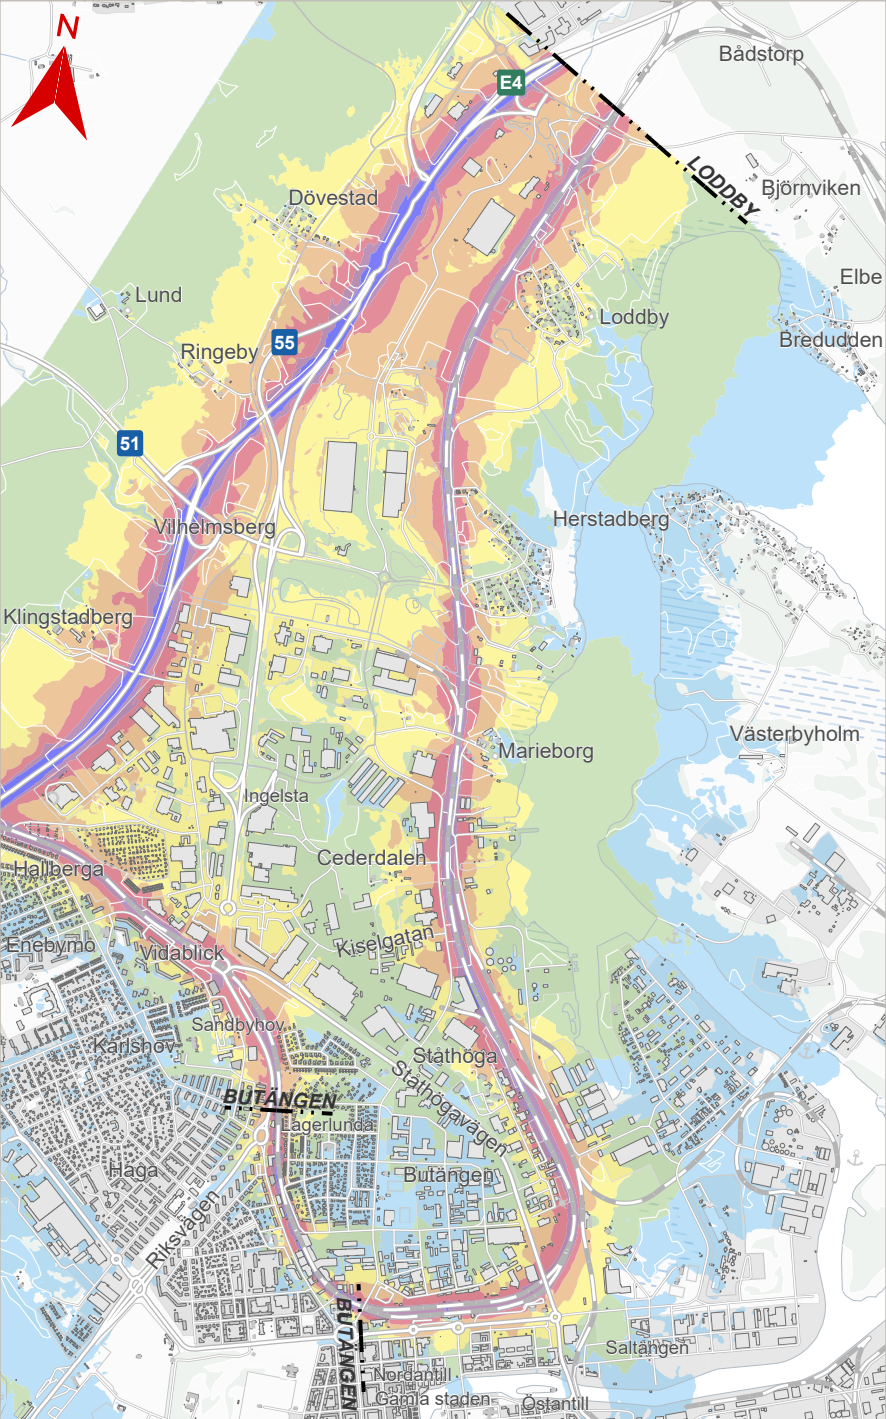 N
Bådstorp
E4
LODDBY
Björnviken
Dövestad
Elbe
Lund
Loddby
Bredudden
55
Ringeby
51
Vilhelmsberg
Herstadberg
Klingstadberg
Västerbyholm
Marieborg
Ingelsta
Cederdalen
Hallberga
Kiselgatan
Enebymo
Vidablick
Sandbyhov
Karlshov
Ståthöga
BUTÄNGEN
Ståthögavägen
Lagerlunda
Haga
Butängen
Riksvägen
BUTÄNGEN
Saltängen
Nordantill
Gamla staden
Östantill